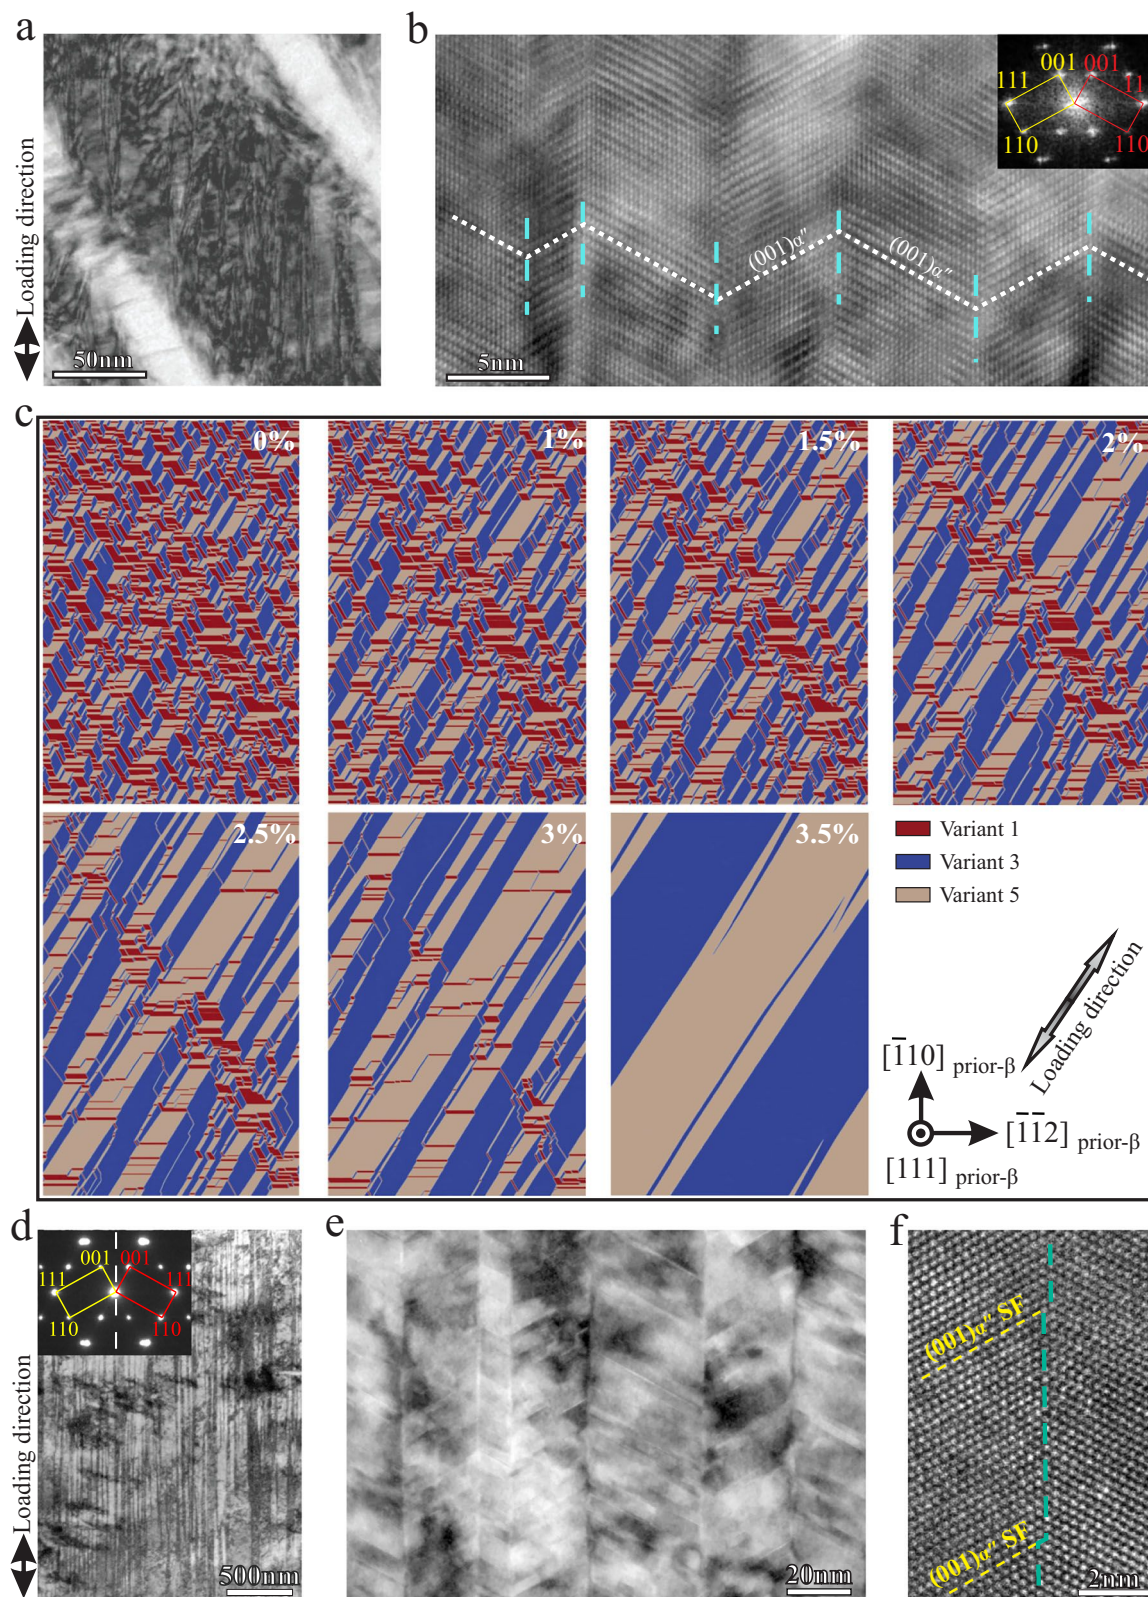 a
Loading direction
50nm
b
001 001
111 11
110 110
(001)α″
(001)α″
5nm
c
0%
1%
1.5%
2%
2.5%
3%
3.5%
Variant 1
Variant 3
Variant 5
Loading direction
[1̅10] prior-β
[1̅1̅2] prior-β
[111] prior-β
d
001 001
111 111
110 110
Loading direction
500nm
e
20nm
f
(001)α″ SF
(001)α″ SF
2nm